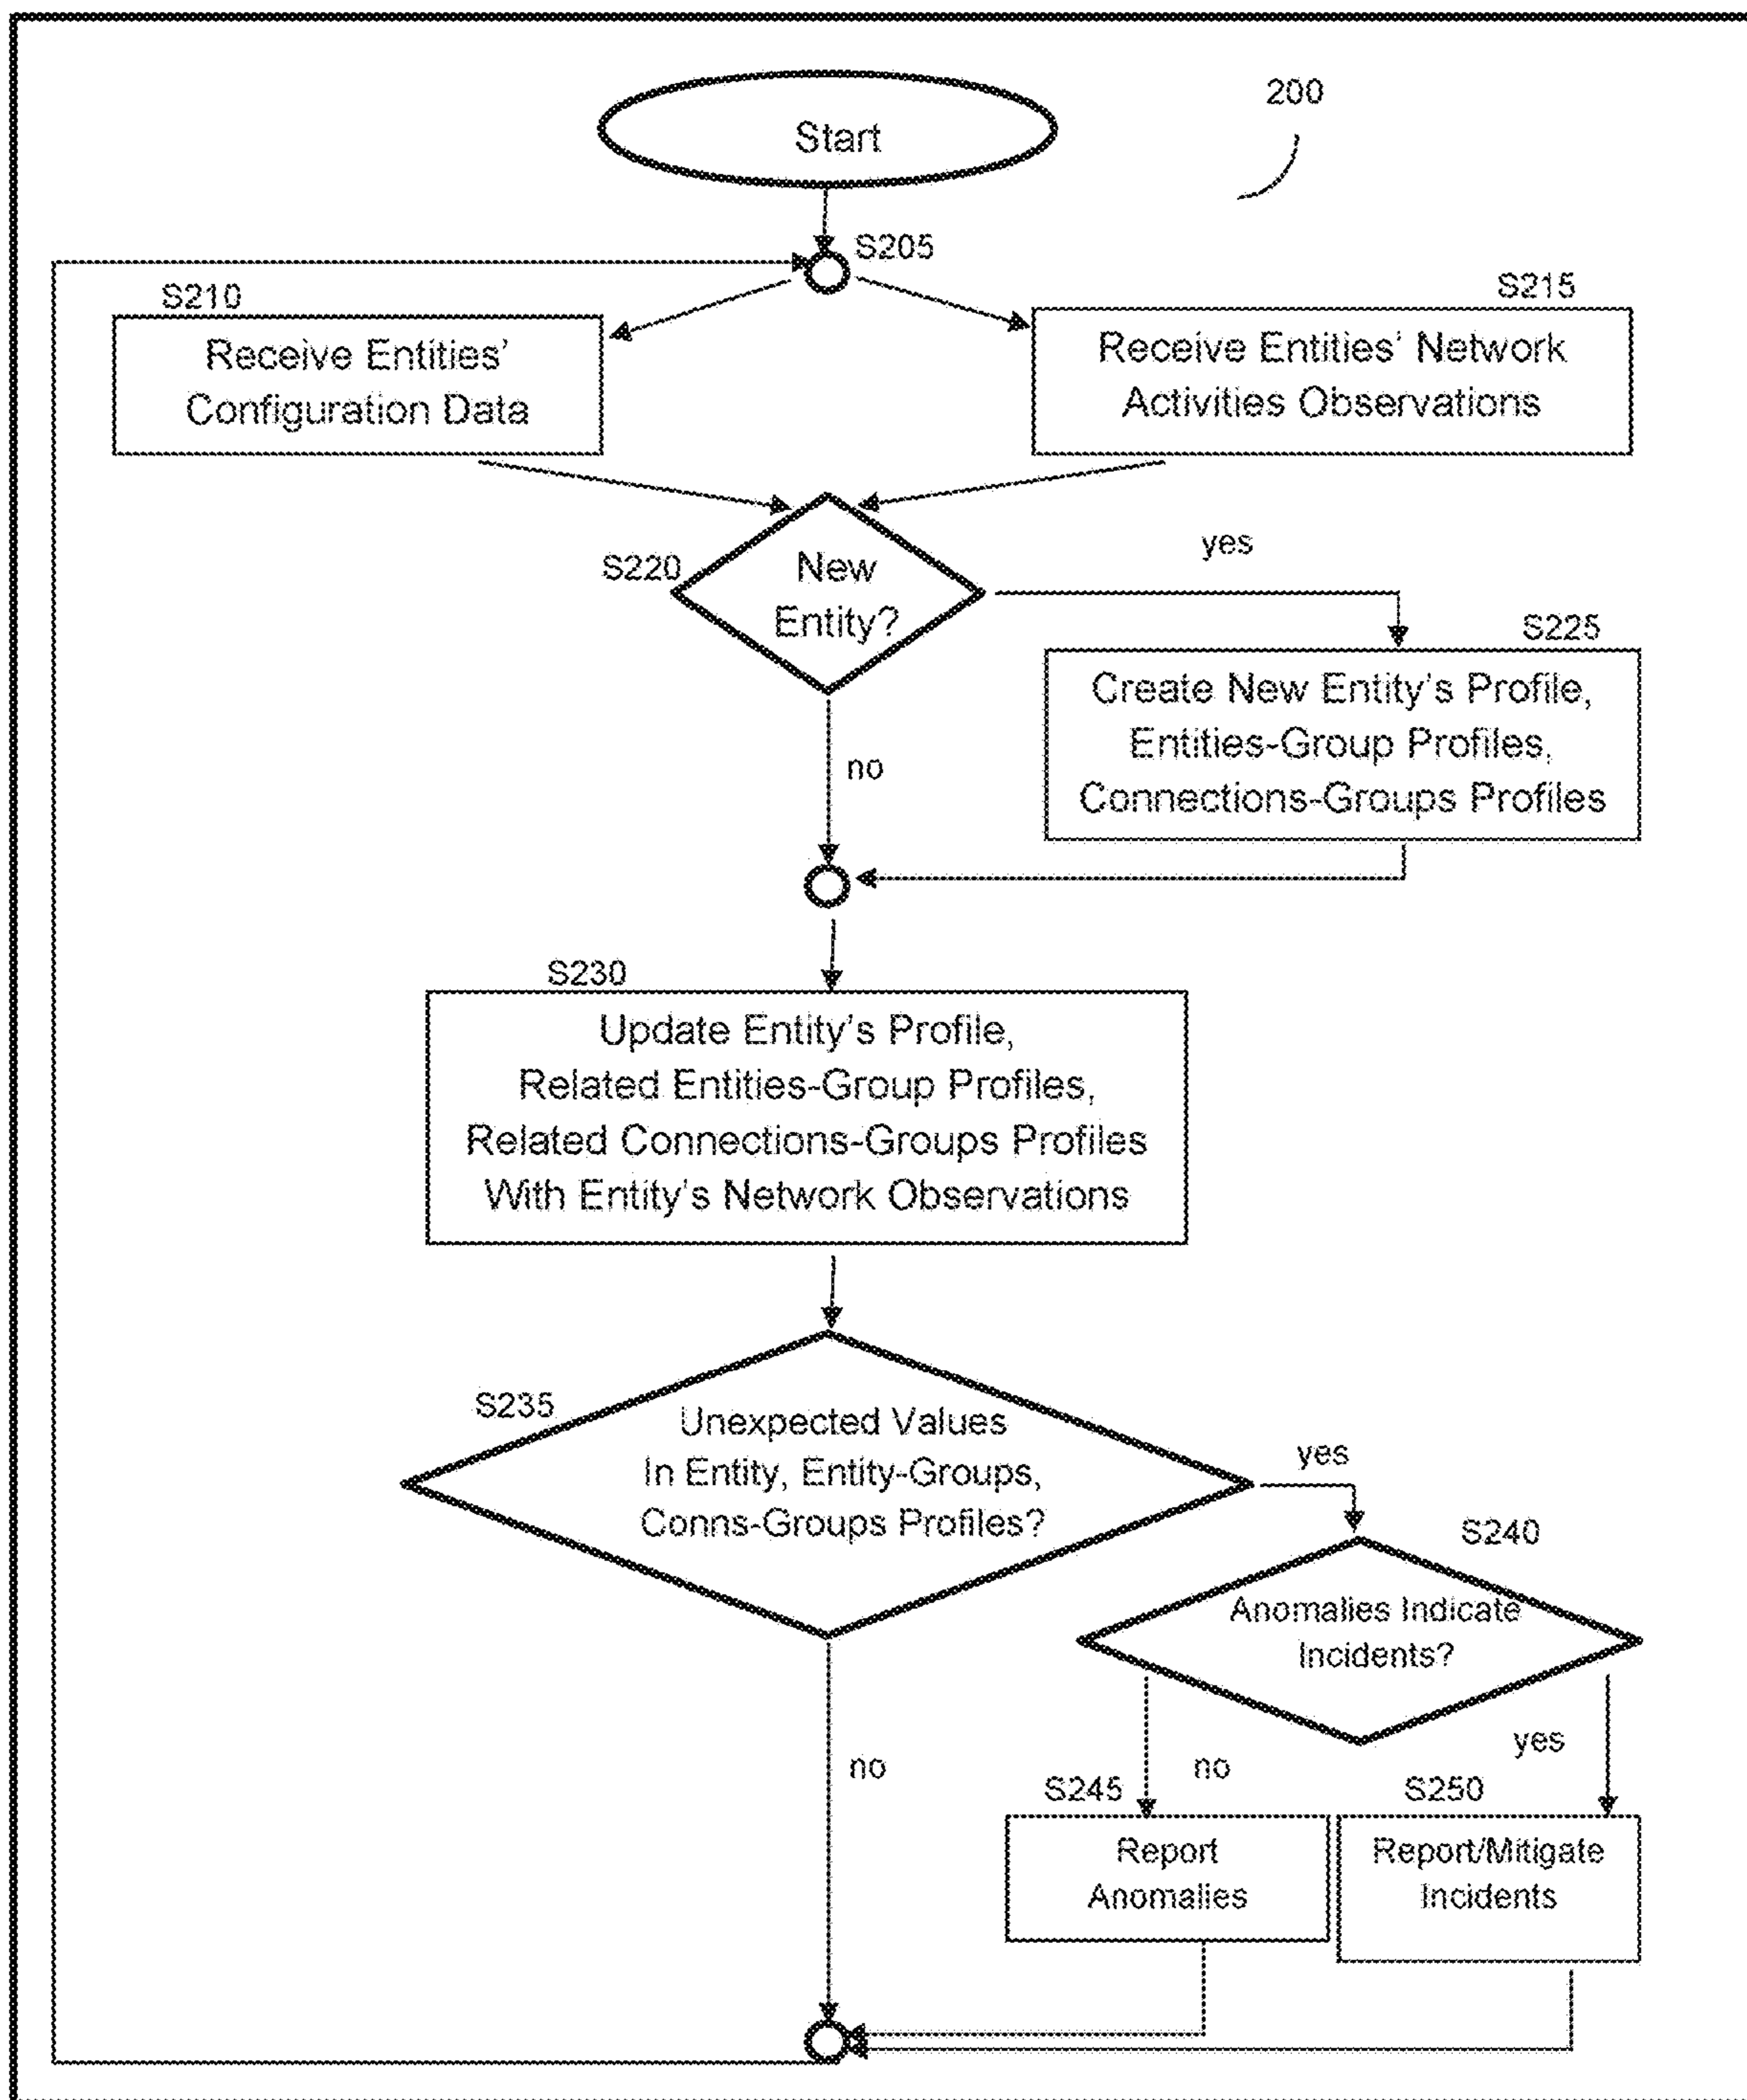 200
Start
S205
S210
S215
Receive Entities'
Configuration Data
Receive Entities' Network
Activities Observations
S220
New
Entity?
yes
S225
Create New Entity's Profile,
Entities-Group Profiles,
Connections-Groups Profiles
no
S230
Update Entity's Profile,
Related Entities-Group Profiles,
Related Connections-Groups Profiles
With Entity's Network Observations
S235
Unexpected Values
In Entity, Entity-Groups,
Conns-Groups Profiles?
yes
S240
Anomalies Indicate
Incidents?
no
no
yes
S245
S250
Report
Anomalies
Report/Mitigate
Incidents